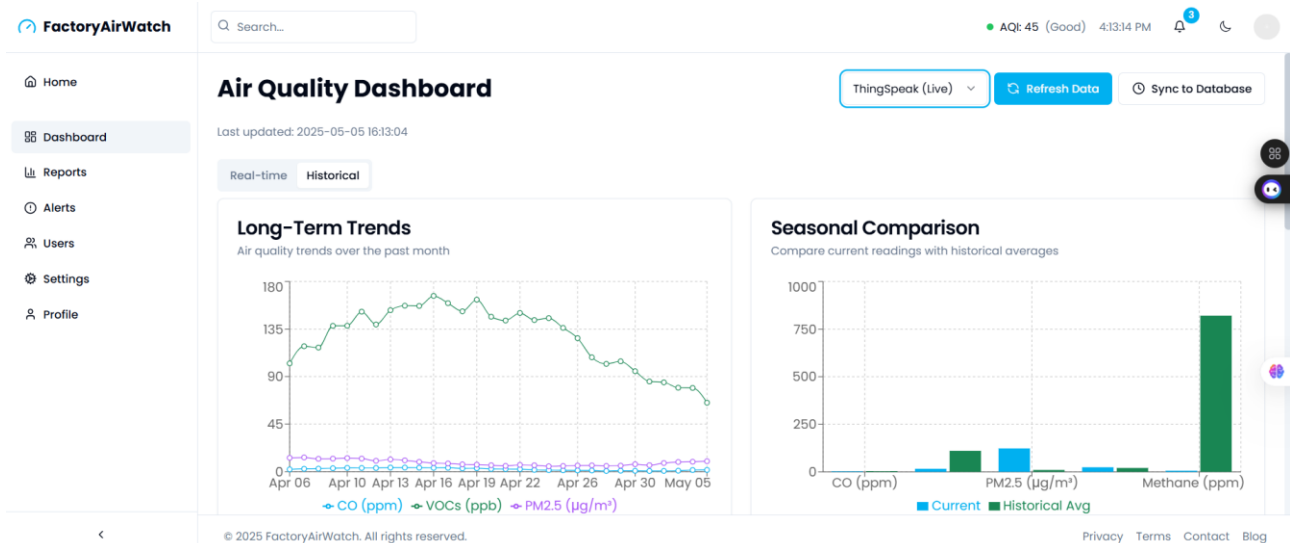 FactoryAirWatch
Search...
AQI: 45 (Good) 4:13:14 PM
3
Home
Dashboard
Reports
Alerts
Users
Settings
Profile
Air Quality Dashboard
ThingSpeak (Live)
Refresh Data
Sync to Database
Last updated: 2025-05-05 16:13:04
Real-time Historical
Long-Term Trends
Air quality trends over the past month
180
135
90
45
0
Apr 06 Apr 10 Apr 13 Apr 16 Apr 19 Apr 22 Apr 26 Apr 30 May 05
CO (ppm) VOCs (ppb) PM2.5 (µg/m³)
Seasonal Comparison
Compare current readings with historical averages
1000
750
500
250
0
CO (ppm) PM2.5 (µg/m³) Methane (ppm)
Current Historical Avg
© 2025 FactoryAirWatch. All rights reserved.
Privacy Terms Contact Blog